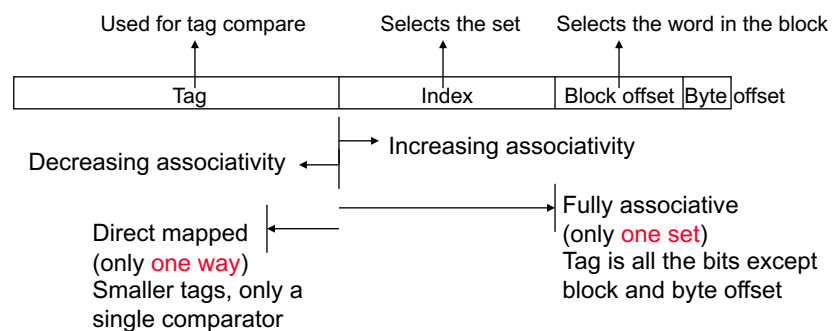 Used for tag compare
Selects the set
Selects the word in the block
Tag
Index
Block offset
Byte offset
Increasing associativity
Decreasing associativity
Fully associative
(only one set)
Tag is all the bits except
block and byte offset
Direct mapped
(only one way)
Smaller tags, only a
single comparator